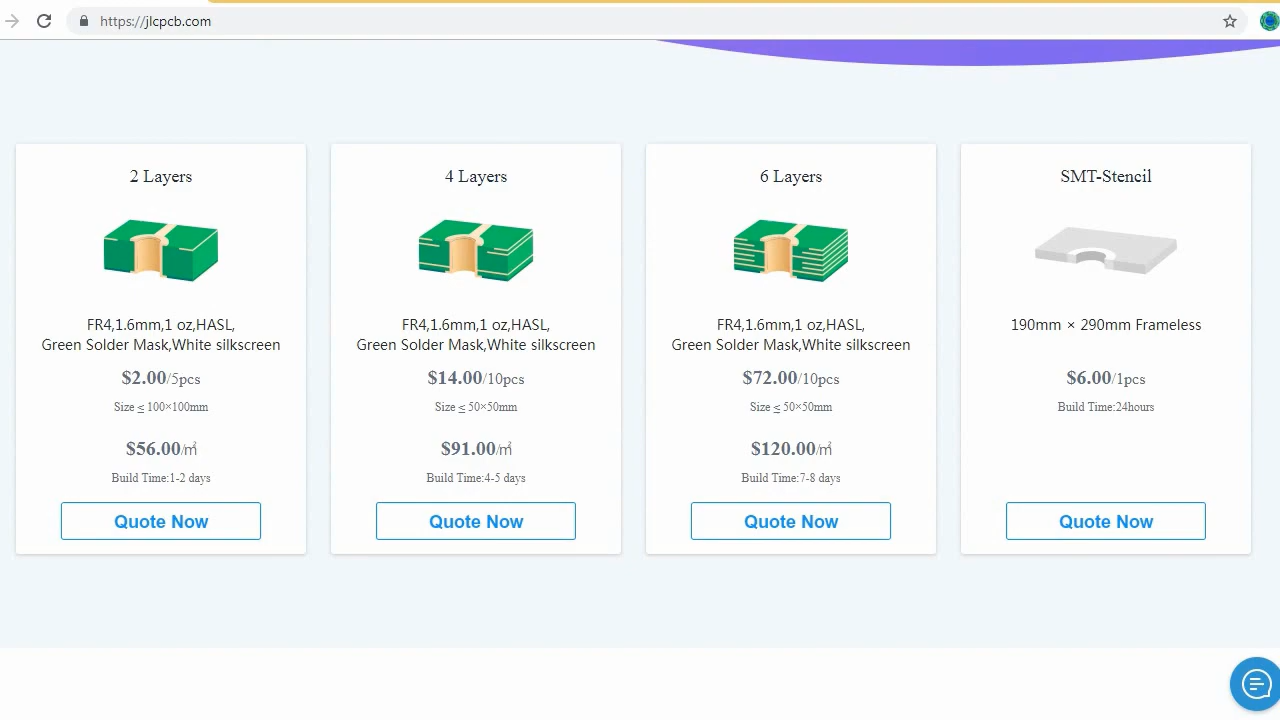 https://jlcpcb.com
2 Layers
FR4,1.6mm,1 oz,HASL,
Green Solder Mask,White silkscreen
$2.00/5pcs
Size ≤ 100×100mm
$56.00/㎡
Build Time:1-2 days
Quote Now
4 Layers
FR4,1.6mm,1 oz,HASL,
Green Solder Mask,White silkscreen
$14.00/10pcs
Size ≤ 50×50mm
$91.00/㎡
Build Time:4-5 days
Quote Now
6 Layers
FR4,1.6mm,1 oz,HASL,
Green Solder Mask,White silkscreen
$72.00/10pcs
Size ≤ 50×50mm
$120.00/㎡
Build Time:7-8 days
Quote Now
SMT-Stencil
190mm × 290mm Frameless
$6.00/1pcs
Build Time:24hours
Quote Now